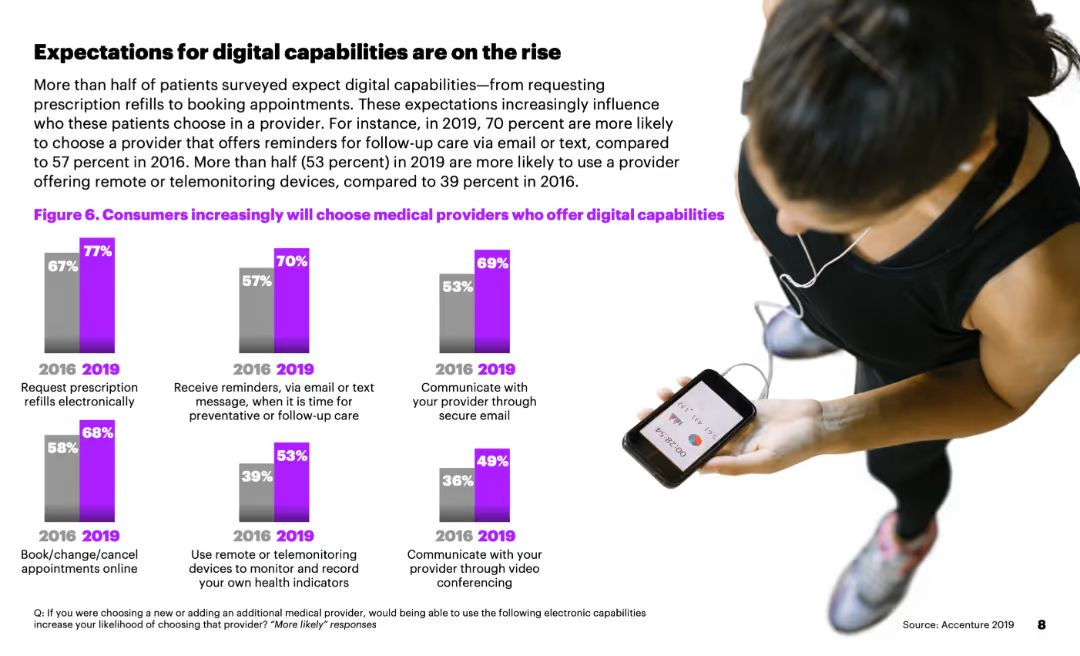 Expectations for digital capabilities are on the rise
More than half of patients surveyed expect digital capabilities—from requesting
prescription refills to booking appointments. These expectations increasingly influence
who these patients choose in a provider. For instance, in 2019, 70 percent are more likely
to choose a provider that offers reminders for follow-up care via email or text, compared
to 57 percent in 2016. More than half (53 percent) in 2019 are more likely to use a provider
offering remote or telemonitoring devices, compared to 39 percent in 2016.
Figure 6. Consumers increasingly will choose medical providers who offer digital capabilities
67% 77%
2016 2019
Request prescription
refills electronically
57% 70%
2016 2019
Receive reminders, via email or text
message, when it is time for
preventative or follow-up care
53% 69%
2016 2019
Communicate with
your provider through
secure email
58% 68%
2016 2019
Book/change/cancel
appointments online
39% 53%
2016 2019
Use remote or telemonitoring
devices to monitor and record
your own health indicators
36% 49%
2016 2019
Communicate with your
provider through video
conferencing
00:28:54
Q: If you were choosing a new or adding an additional medical provider, would being able to use the following electronic capabilities
increase your likelihood of choosing that provider? “More likely” responses
Source: Accenture 2019 8